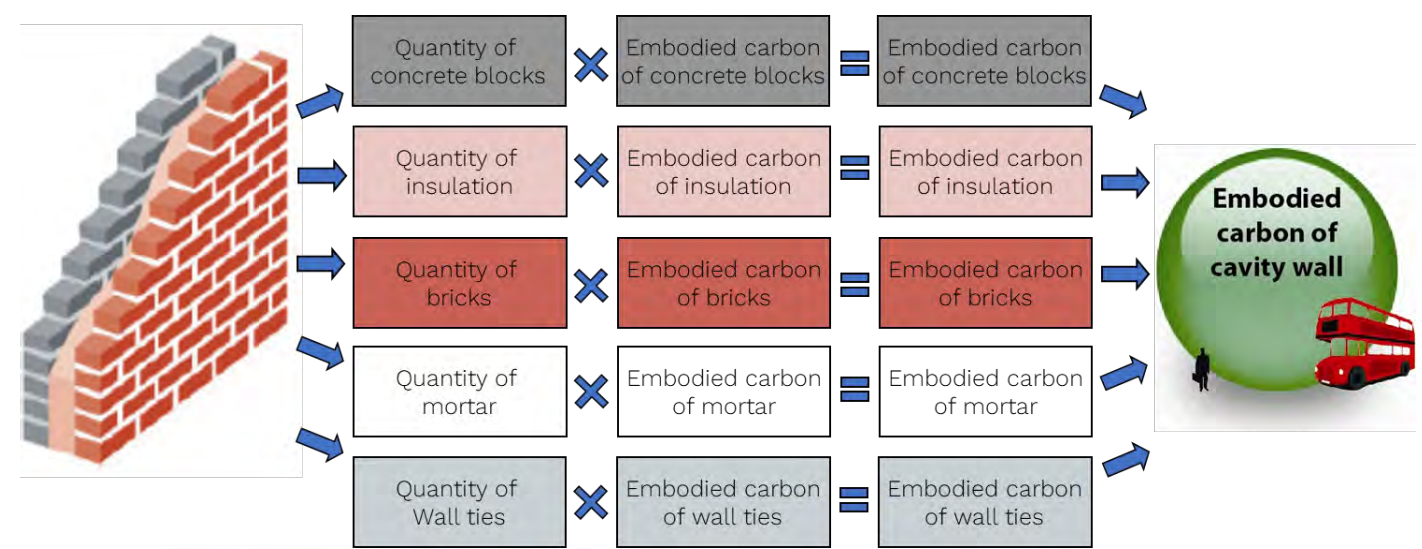 Quantity of
concrete blocks
Embodied carbon
of concrete blocks
Embodied carbon
of concrete blocks
Quantity of
insulation
Embodied carbon
of insulation
Embodied carbon
of insulation
Quantity of
bricks
Embodied carbon
of bricks
Embodied carbon
of bricks
Quantity of
mortar
Embodied carbon
of mortar
Embodied carbon
of mortar
Quantity of
Wall ties
Embodied carbon
of wall ties
Embodied carbon
of wall ties
Embodied
carbon of
cavity wall